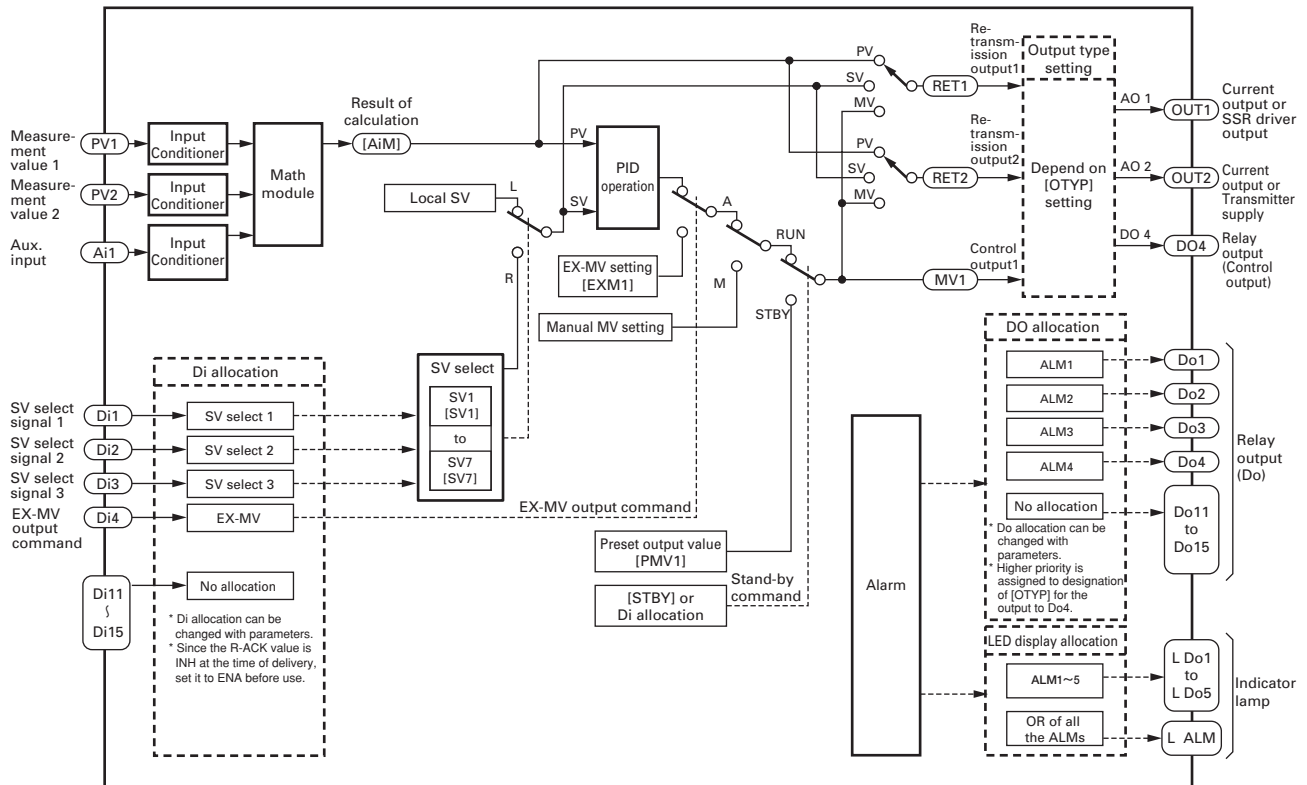 Measure-
ment
value 1
PV1
Input
Conditioner
Measure-
ment
value 2
PV2
Input
Conditioner
Aux.
input
Ai1
Input
Conditioner
Math
module
Result of
calculation
[AiM]
Local SV
L
R
PV
SV
PID
operation
EX-MV setting
[EXM1]
Manual MV setting
A
M
RUN
STBY
PV
SV
MV
Re-
transm-
ission
output1
RET1
PV
SV
MV
Re-
transm-
ission
output2
RET2
Control
output1
MV1
Output type
setting
Depend on
[OTYP]
setting
AO 1
OUT1
Current
output or
SSR driver
output
AO 2
OUT2
Current
output or
Transmitter
supply
DO 4
DO4
Relay
output
(Control
output)
Di allocation
SV select
signal 1
Di1
SV select 1
SV select
signal 2
Di2
SV select 2
SV select
signal 3
Di3
SV select 3
EX-MV
output
command
Di4
EX-MV
Di11
~
Di15
No allocation
* Di allocation can be
changed with parameters.
* Since the R-ACK value is
INH at the time of delivery,
set it to ENA before use.
SV select
SV1
[SV1]
to
SV7
[SV7]
EX-MV output command
Preset output value
[PMV1]
[STBY] or
Di allocation
Stand-by
command
Alarm
DO allocation
ALM1
Do1
ALM2
Do2
ALM3
Do3
ALM4
Do4
No allocation
Do11
to
Do15
Relay
output
(Do)
* Do allocation can be
changed with
parameters.
* Higher priority is
assigned to designation
of [OTYP] for the
output to Do4.
LED display allocation
ALM1~5
L Do1
to
L Do5
OR of all
the ALMs
L ALM
Indicator
lamp